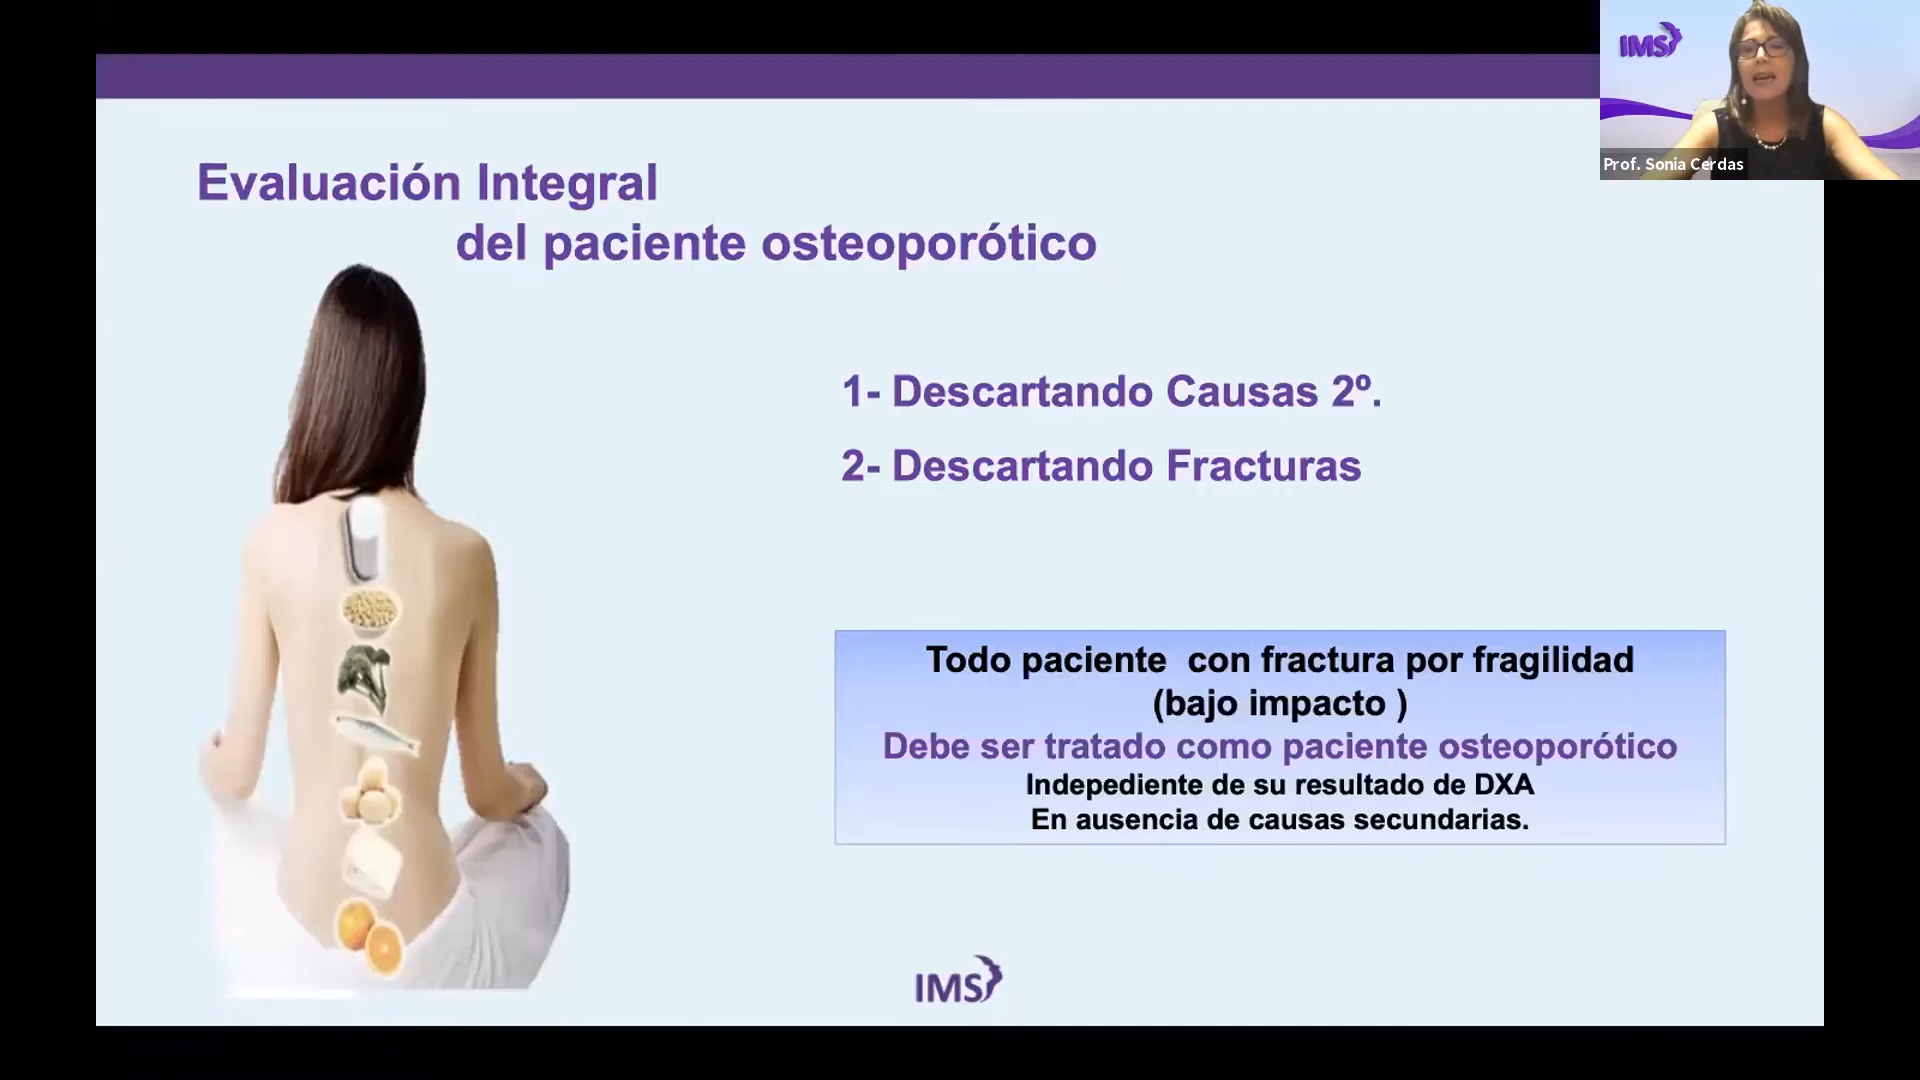 IMS
Prof. Sonia Cerdas
Evaluación Integral
del paciente osteoporótico
1- Descartando Causas 2º.
2- Descartando Fracturas
Todo paciente con fractura por fragilidad
(bajo impacto )
Debe ser tratado como paciente osteoporótico
Indepediente de su resultado de DXA
En ausencia de causas secundarias.
IMS